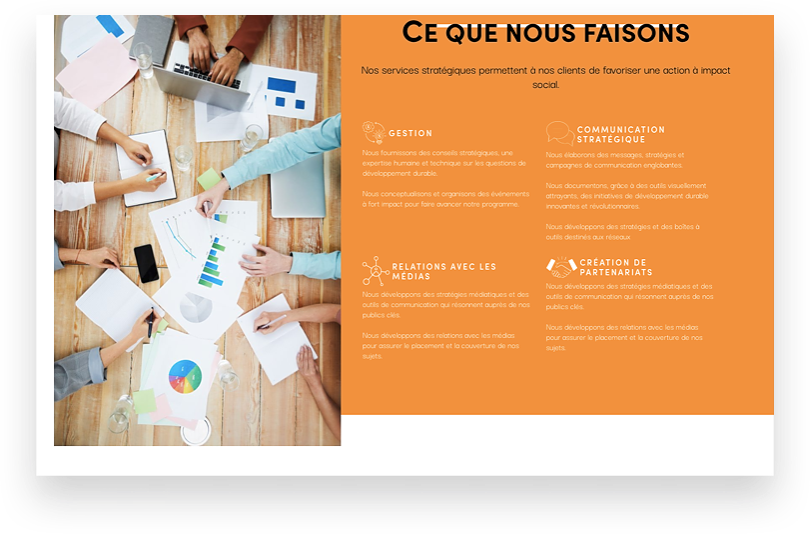 Ce que nous faisons
Nos services stratégiques permettent à nos clients de favoriser une action à impact
social.
GESTION
Nous fournissons des conseils stratégiques, une
expertise humaine et technique sur les questions de
développement durable.
Nous conceptualisons et organisons des événements
à fort impact pour faire avancer notre programme.
COMMUNICATION
STRATÉGIQUE
Nous élaborons des messages, stratégies et
campagnes de communication englobantes.
Nous documentons, grâce à des outils visuellement
attrayants, des initiatives de développement durable
innovantes et révolutionnaires.
Nous développons des stratégies et des boîtes à
outils destinés aux réseaux
RELATIONS AVEC LES
MÉDIAS
Nous développons des stratégies médiatiques et des
outils de communication qui résonnent auprès de nos
publics clés.
Nous développons des relations avec les médias
pour assurer le placement et la couverture de nos
sujets.
CRÉATION DE
PARTENARIATS
Nous développons des stratégies médiatiques et des
outils de communication qui résonnent auprès de nos
publics clés.
Nous développons des relations avec les médias
pour assurer le placement et la couverture de nos
sujets.